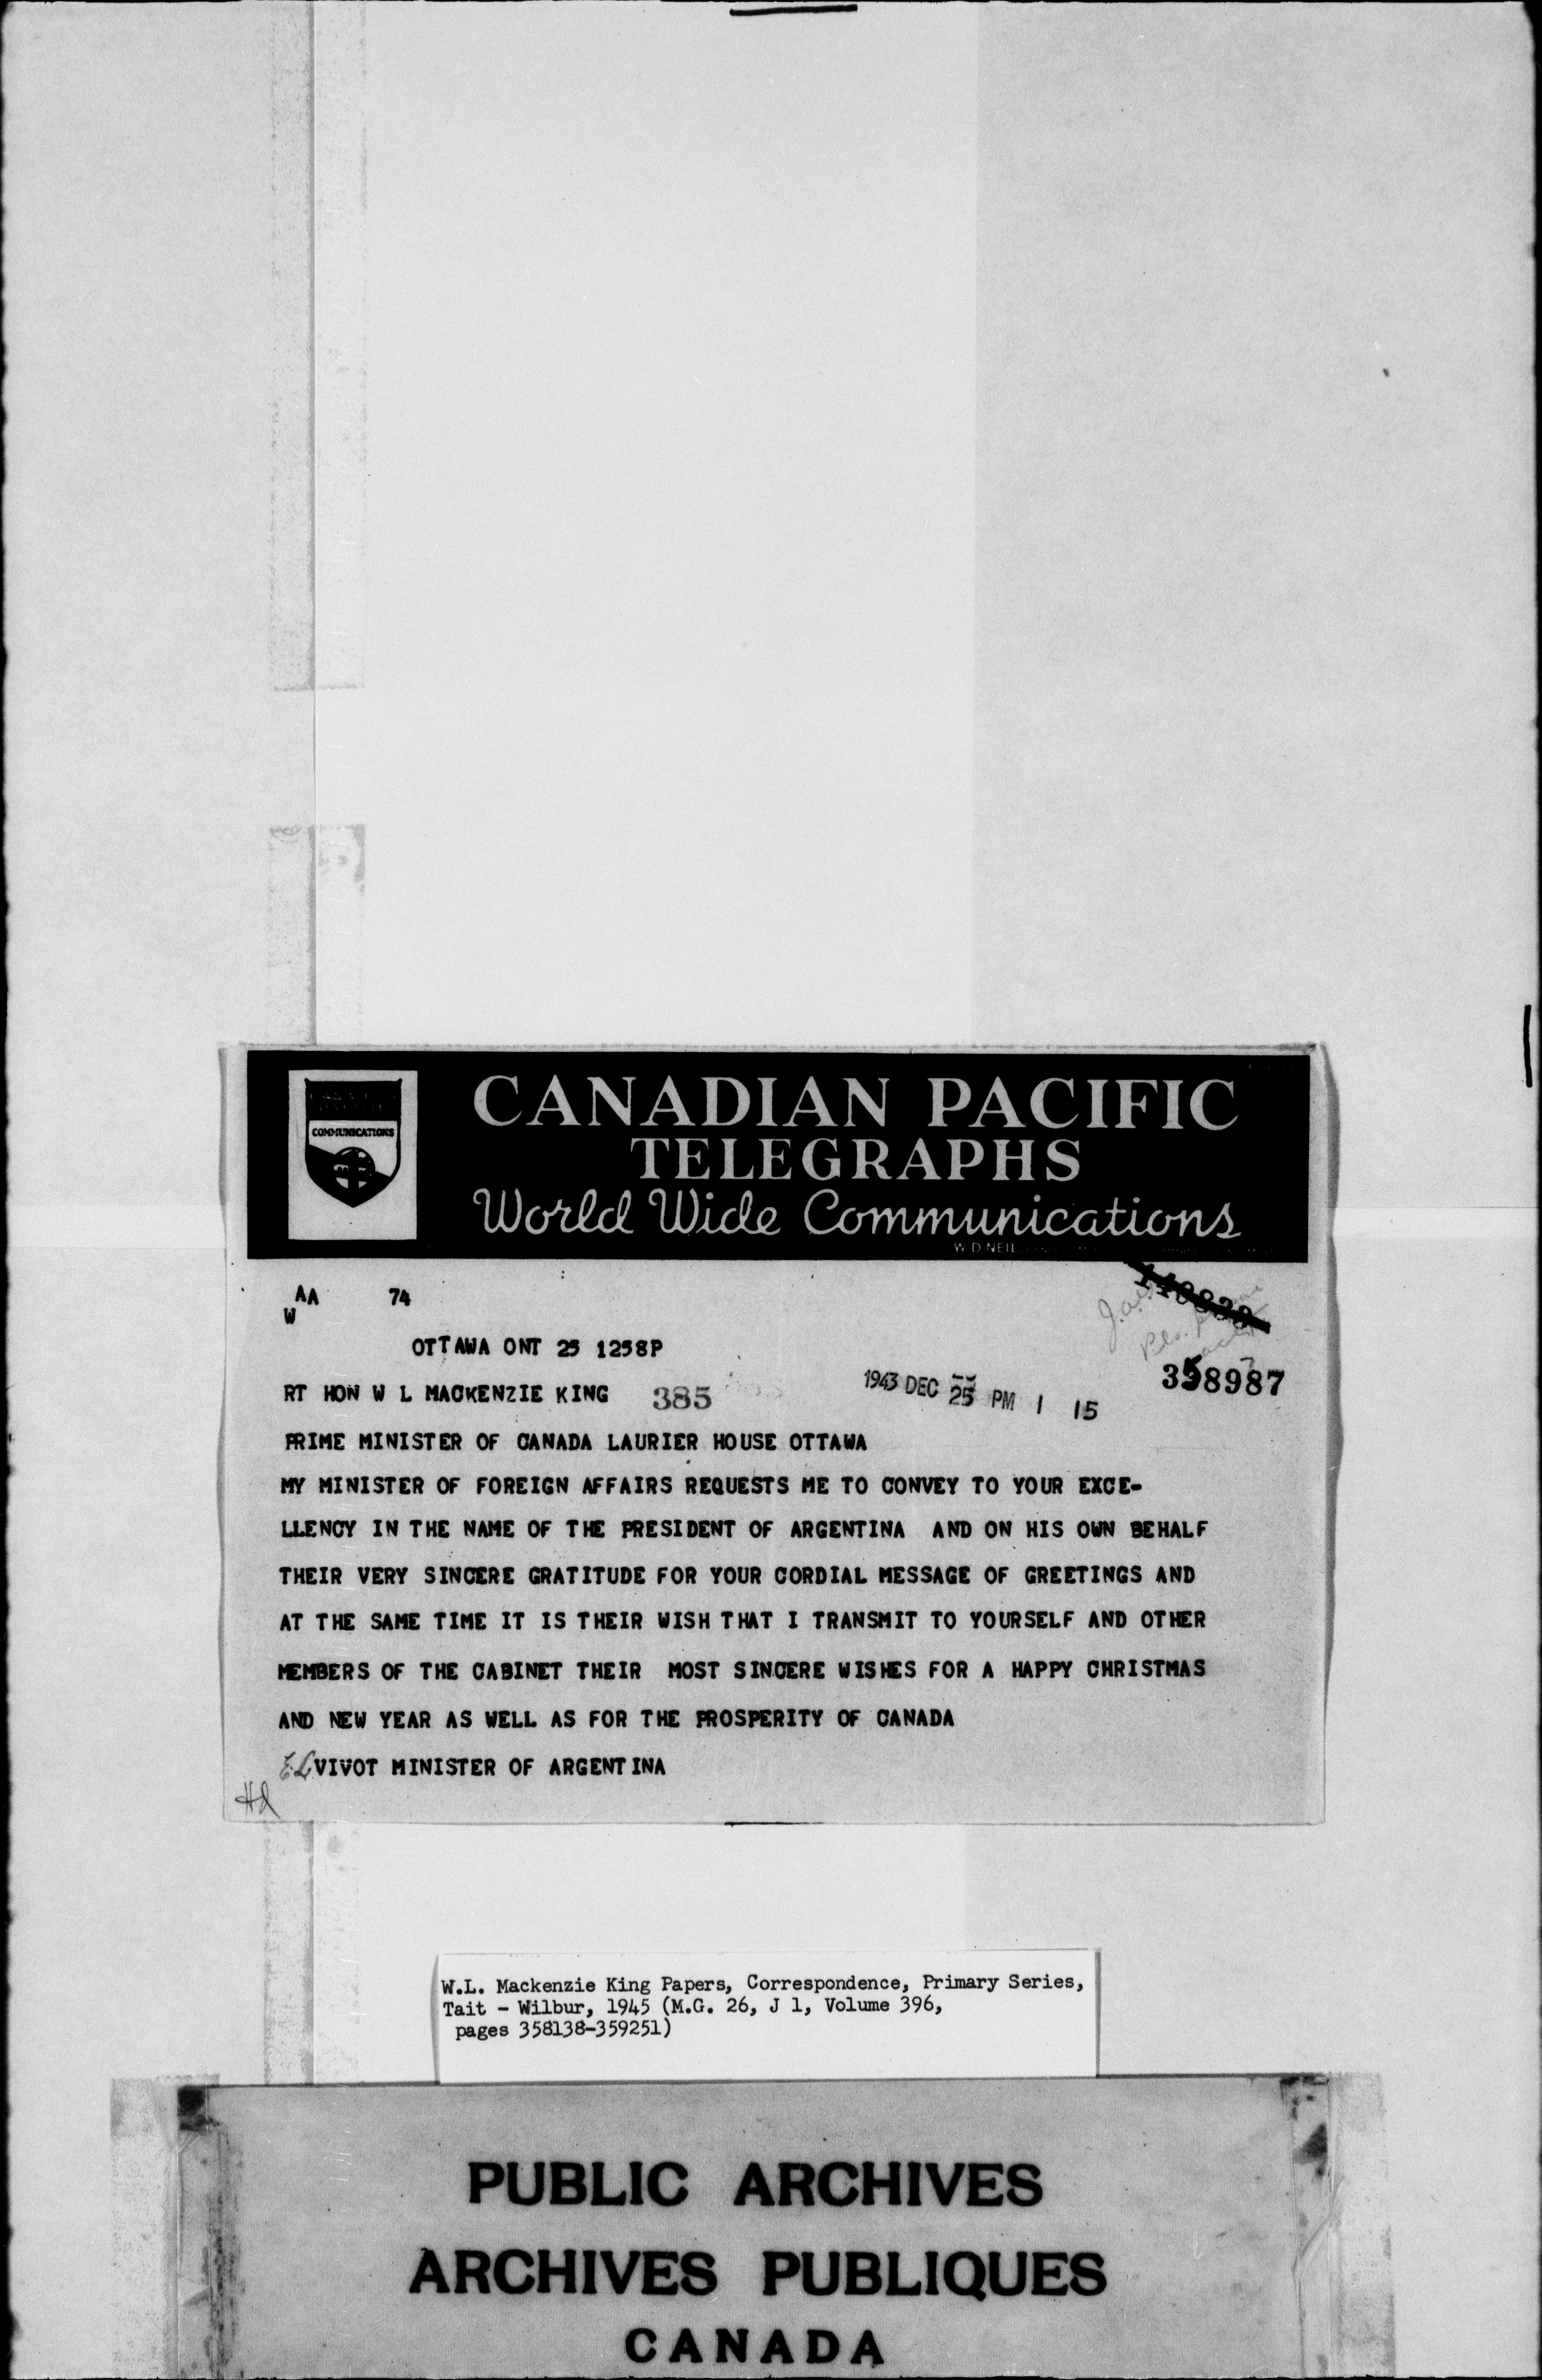 COMMUNICATIONS
CANADIAN PACIFIC
TELEGRAPHS
World Wide Communications
W. D. NEIL
AA 74
W
OTTAWA ONT 25 1258P
RT HON W L MACKENZIE KING 385 1943 DEC 25 PM 1 15
358987
PRIME MINISTER OF CANADA LAURIER HOUSE OTTAWA
MY MINISTER OF FOREIGN AFFAIRS REQUESTS ME TO CONVEY TO YOUR EXCE-
LLENCY IN THE NAME OF THE PRESIDENT OF ARGENTINA AND ON HIS OWN BEHALF
THEIR VERY SINCERE GRATITUDE FOR YOUR CORDIAL MESSAGE OF GREETINGS AND
AT THE SAME TIME IT IS THEIR WISH THAT I TRANSMIT TO YOURSELF AND OTHER
MEMBERS OF THE CABINET THEIR MOST SINCERE WISHES FOR A HAPPY CHRISTMAS
AND NEW YEAR AS WELL AS FOR THE PROSPERITY OF CANADA
VIVOT MINISTER OF ARGENTINA
W.L. Mackenzie King Papers, Correspondence, Primary Series,
Tait - Wilbur, 1945 (M.G. 26, J 1, Volume 396,
pages 358138-359251)
PUBLIC ARCHIVES
ARCHIVES PUBLIQUES
CANADA